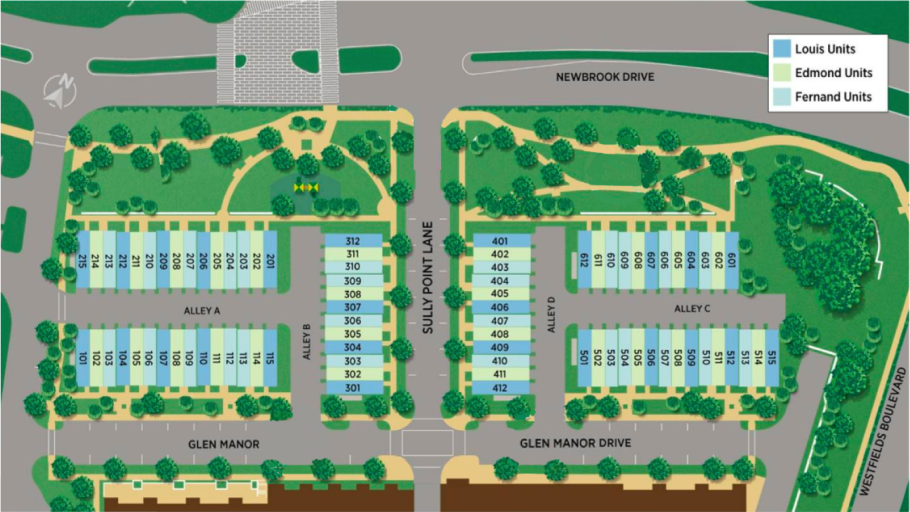 NEWBROOK DRIVE
Louis Units
Edmond Units
Fernand Units
N
SULLY POINT LANE
215 214 213 212 211 210 209 208 207 206 205 204 203 202 201
ALLEY A
101 102 103 104 105 106 107 108 109 110 111 112 113 114 115
ALLEY B
312
311
310
309
308
307
306
305
304
303
302
301
401
402
403
404
405
406
407
408
409
410
411
412
ALLEY D
612 611 610 609 608 607 606 605 604 603 602 601
ALLEY C
501 502 503 504 505 506 507 508 509 510 511 512 513 514 515
GLEN MANOR
GLEN MANOR DRIVE
WESTFIELDS BOULEVARD